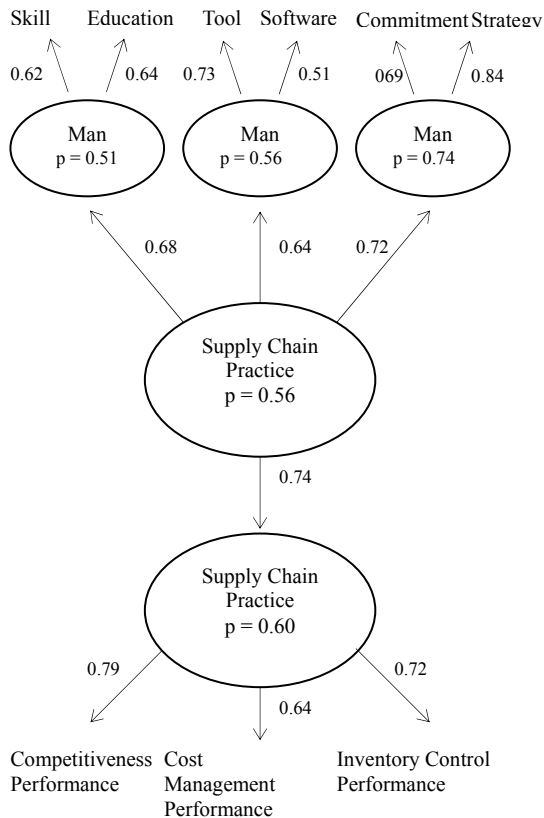 Skill Education Tool Software Commitment Strategy
0.62 0.64 0.73 0.51 069 0.84
Man Man Man
p = 0.51 p = 0.56 p = 0.74
0.68 0.64 0.72
Supply Chain
Practice
p = 0.56
0.74
Supply Chain
Practice
p = 0.60
0.79 0.72
0.64
Competitiveness Cost Inventory Control
Performance Management Performance
Performance